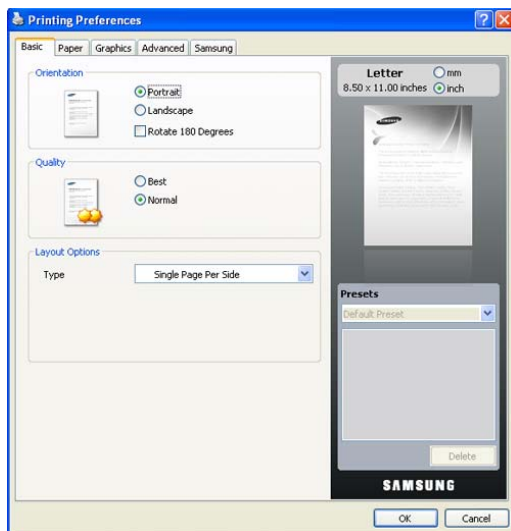 Printing Preferences
Basic Paper Graphics Advanced Samsung
Orientation
Portrait
Landscape
Rotate 180 Degrees
Quality
Best
Normal
Layout Options
Type Single Page Per Side
Letter mm
8.50 x 11.00 inches inch
SAMSUNG
Presets
Default Preset
Delete
SAMSUNG
OK Cancel